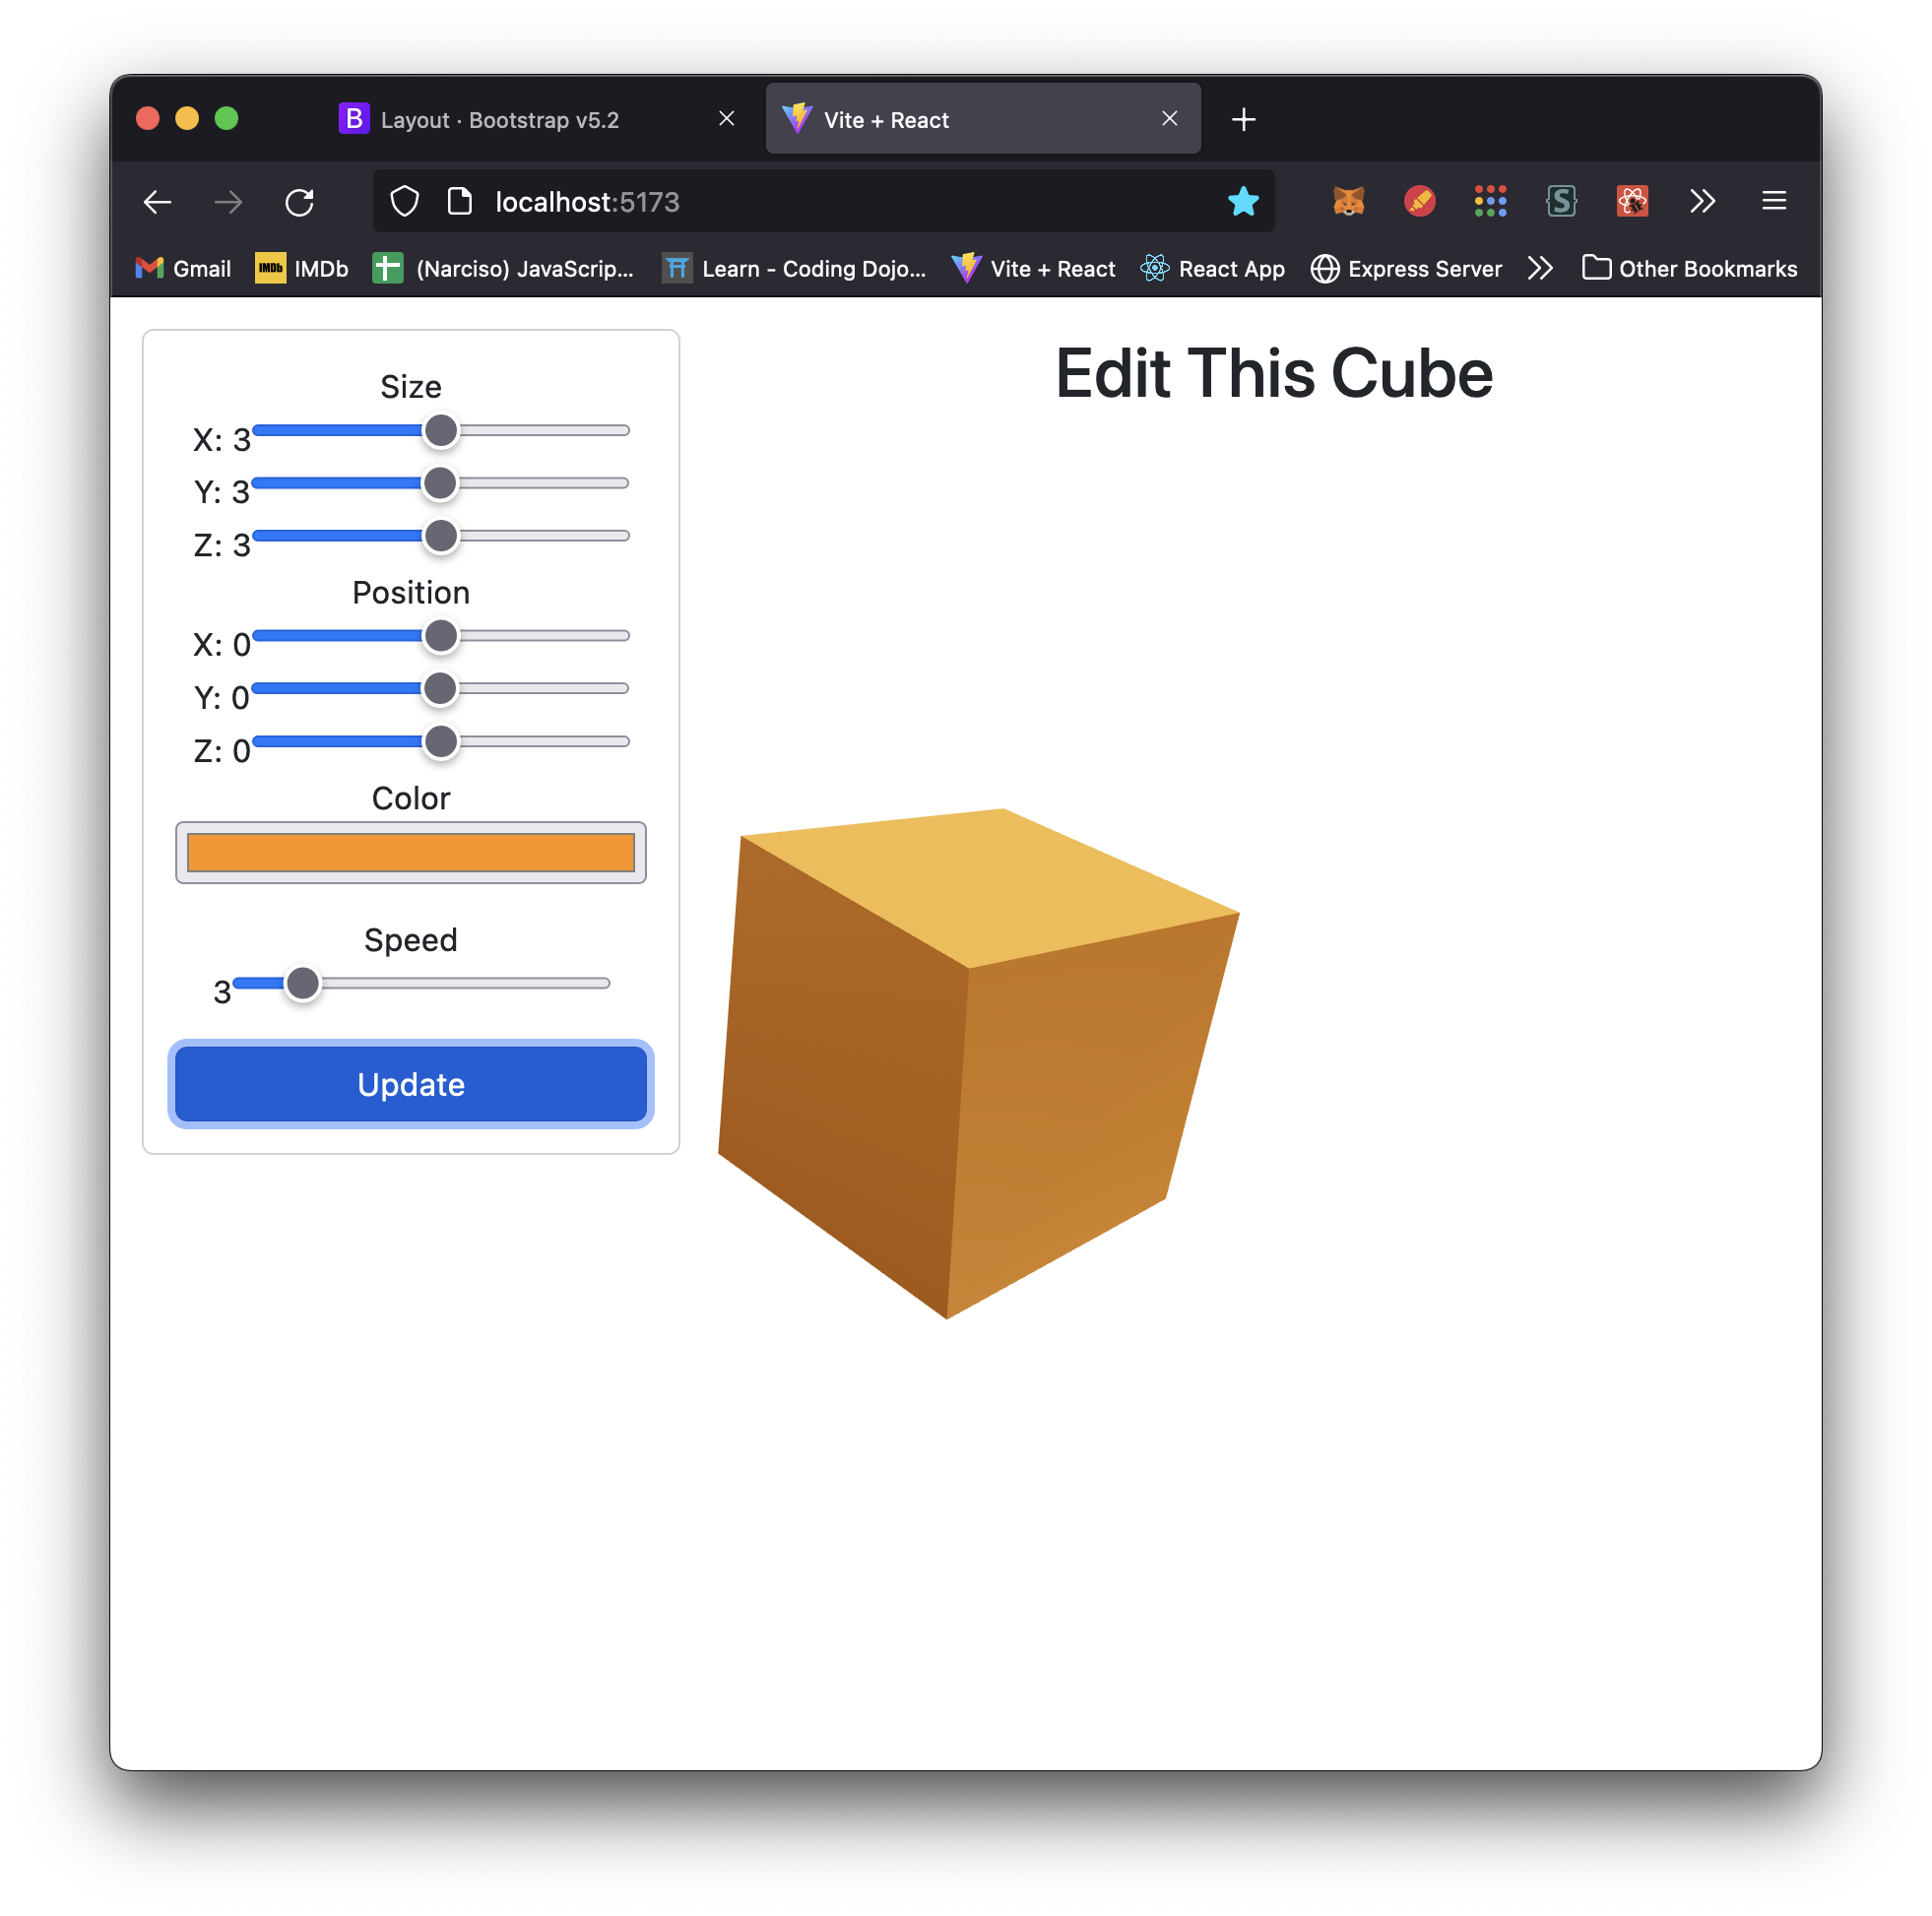 B Layout · Bootstrap v5.2
Vite + React
localhost:5173
S
Gmail
IMDb IMDb
(Narciso) JavaScrip...
Learn - Coding Dojo...
Vite + React
React App
Express Server
Other Bookmarks
Edit This Cube
Size
X: 3
Y: 3
Z: 3
Position
X: 0
Y: 0
Z: 0
Color
Speed
3
Update